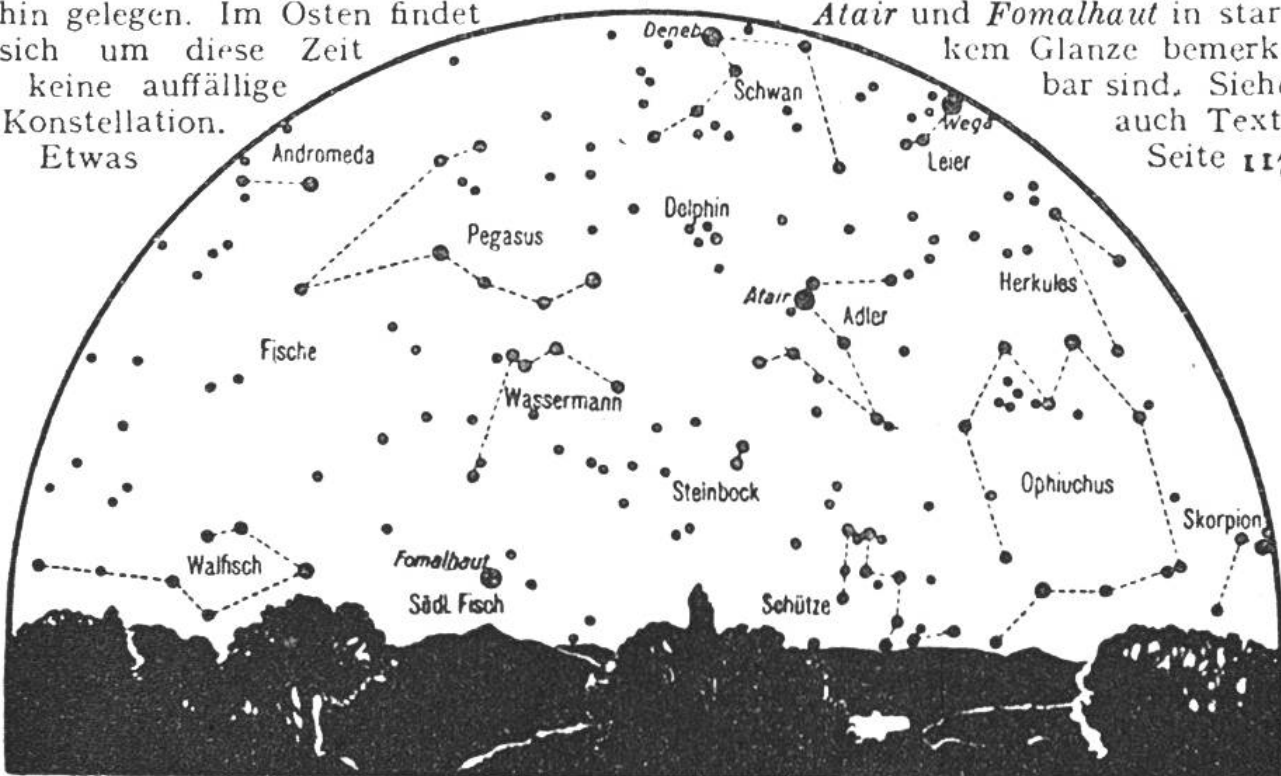 hin gelegen. Im Osten findet
sich um diese Zeit
keine auffällige
Konstellation.
Etwas
Atair und Fomalhaut in star-
kem Glanze bemerk-
bar sind. Siehe
auch Text
Seite
Deneb
Schwan
Wega
Leier
Andromeda
Pegasus
Delphin
Herkules
Atair
Adler
Fische
Wassermann
Steinbock
Ophiuchus
Skorpion
Walfisch
Fomalhaut
Südl. Fisch
Schütze